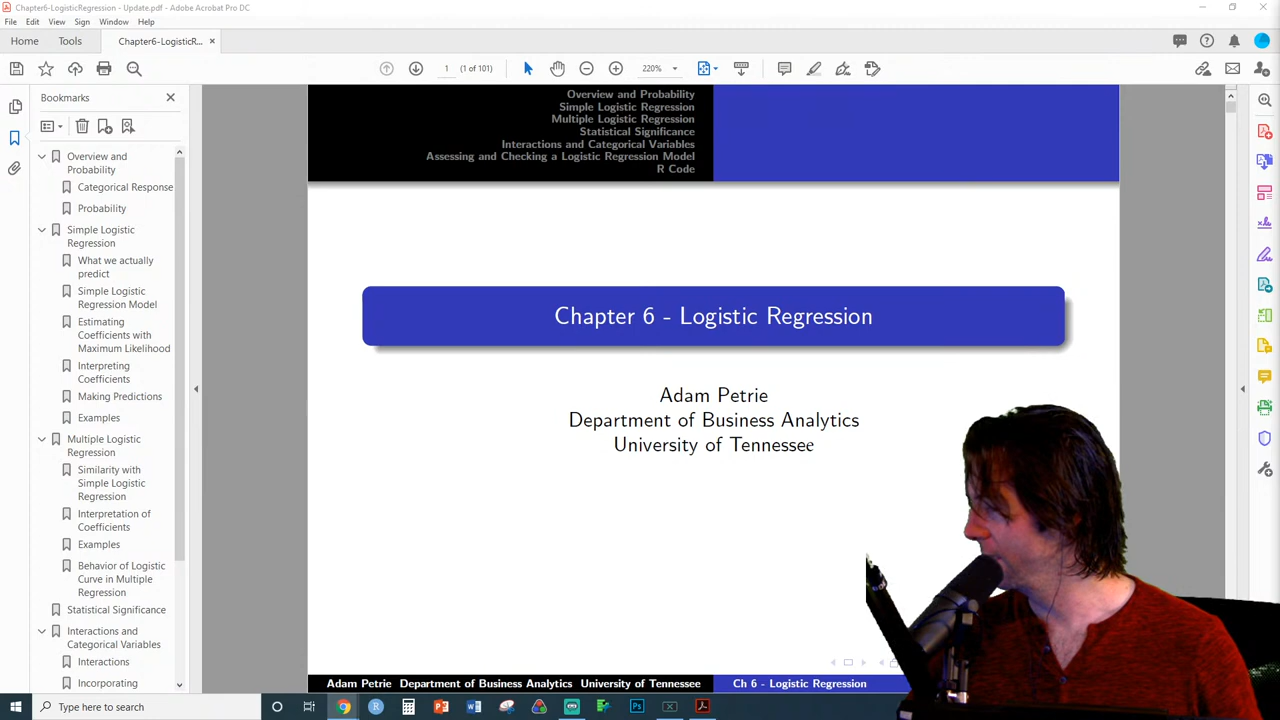 Chapter6-LogisticRegression - Update.pdf - Adobe Acrobat Pro DC
File Edit View Sign Window Help
Home Tools Chapter6-LogisticR... ×
1 (1 of 101) 220%
Bookmarks
Overview and
Probability
Categorical Response
Probability
Simple Logistic
Regression
What we actually
predict
Simple Logistic
Regression Model
Estimating
Coefficients with
Maximum Likelihood
Interpreting
Coefficients
Making Predictions
Examples
Multiple Logistic
Regression
Similarity with
Simple Logistic
Regression
Interpretation of
Coefficients
Examples
Behavior of Logistic
Curve in Multiple
Regression
Statistical Significance
Interactions and
Categorical Variables
Interactions
Incorporating
Overview and Probability
Simple Logistic Regression
Multiple Logistic Regression
Statistical Significance
Interactions and Categorical Variables
Assessing and Checking a Logistic Regression Model
R Code
Chapter 6 - Logistic Regression
Adam Petrie
Department of Business Analytics
University of Tennessee
Adam Petrie Department of Business Analytics University of Tennessee
Ch 6 - Logistic Regression
Type here to search